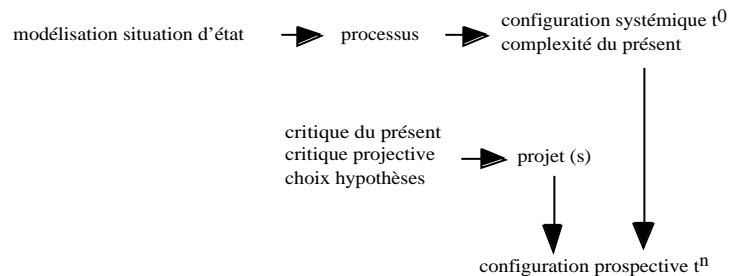 modélisation situation d'état
processus
configuration systémique t0
complexité du présent
critique du présent
critique projective
choix hypothèses
projet (s)
configuration prospective tn